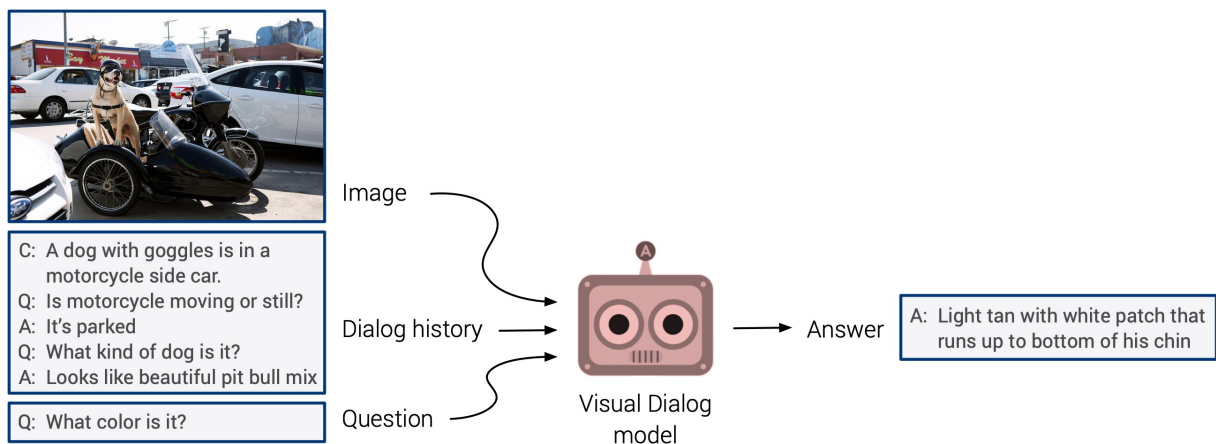 C: A dog with goggles is in a
motorcycle side car.
Q: Is motorcycle moving or still?
A: It's parked
Q: What kind of dog is it?
A: Looks like beautiful pit bull mix
Q: What color is it?
Image
Dialog history
Question
A
Visual Dialog
model
Answer
A: Light tan with white patch that
runs up to bottom of his chin